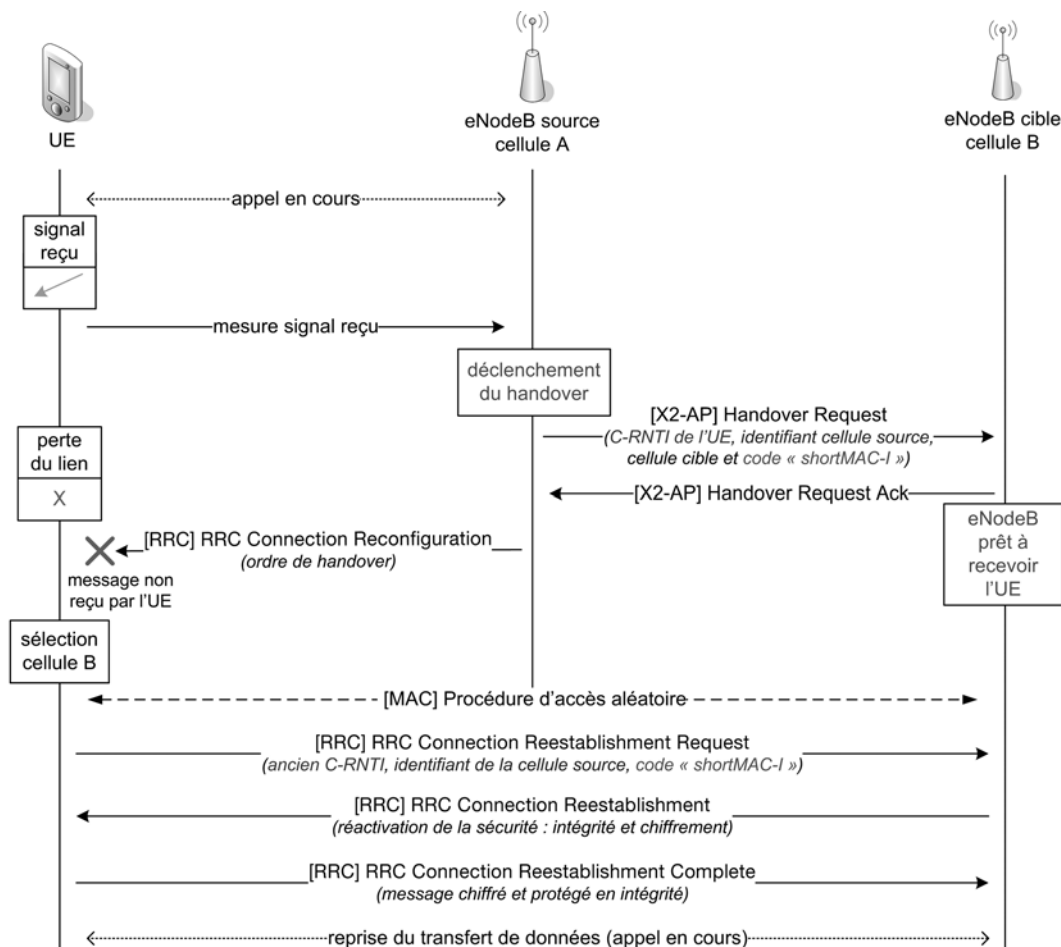 UE
eNodeB source
cellule A
eNodeB cible
cellule B
appel en cours
signal
reçu
mesure signal reçu
déclenchement
du handover
[X2-AP] Handover Request
(C-RNTI de l'UE, identifiant cellule source,
cellule cible et code « shortMAC-I »)
perte
du lien
X
[X2-AP] Handover Request Ack
[RRC] RRC Connection Reconfiguration
(ordre de handover)
eNodeB
prêt à
recevoir
l'UE
message non
reçu par l'UE
sélection
cellule B
[MAC] Procédure d'accès aléatoire
[RRC] RRC Connection Reestablishment Request
(ancien C-RNTI, identifiant de la cellule source, code « shortMAC-I »)
[RRC] RRC Connection Reestablishment
(réactivation de la sécurité : intégrité et chiffrement)
[RRC] RRC Connection Reestablishment Complete
(message chiffré et protégé en intégrité)
reprise du transfert de données (appel en cours)